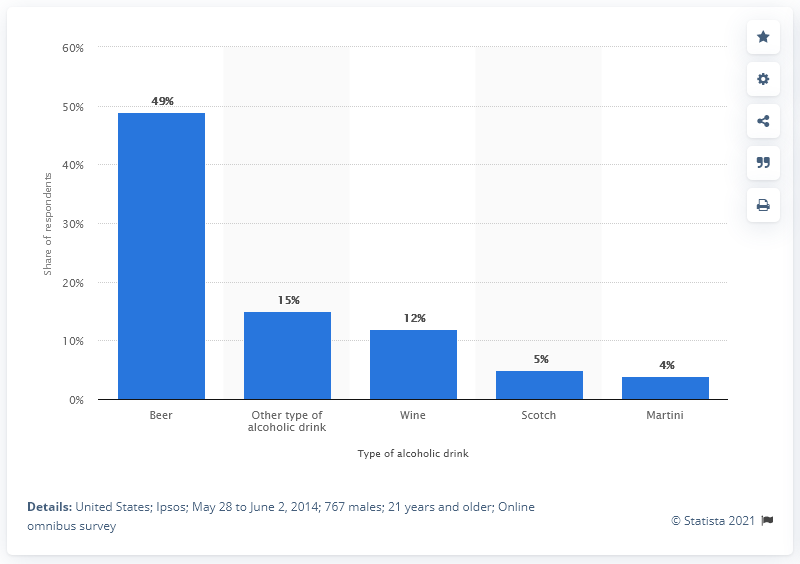 60%
50%
40%
30%
20%
10%
0%
Share of respondents
49%
15%
12%
5%
4%
Beer
Other type of
alcoholic drink
Wine
Scotch
Martini
Type of alcoholic drink
Details: United States; Ipsos; May 28 to June 2, 2014; 767 males; 21 years and older; Online
omnibus survey
© Statista 2021